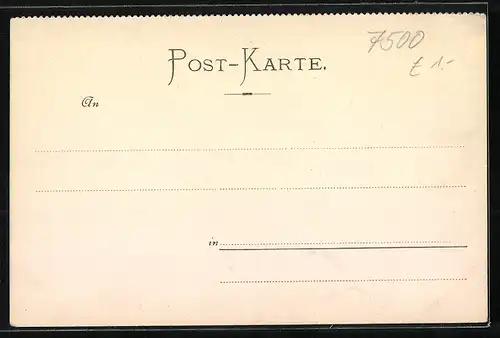 7500
POST-KARTE.
£ 1.-
An
in